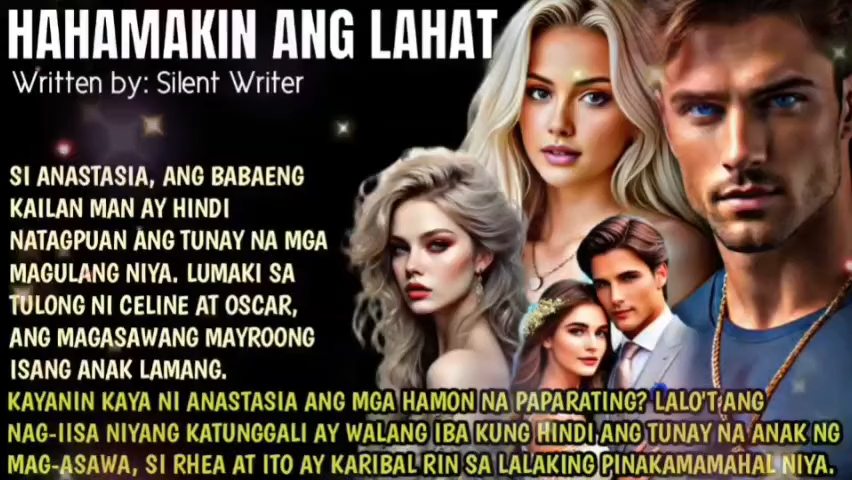 HAHAMAKIN ANG LAHAT
Written by: Silent Writer
SI ANASTASIA, ANG BABAENG
KAILAN MAN AY HINDI
NATAGPUAN ANG TUNAY NA MGA
MAGULANG NIYA. LUMAKI SA
TULONG NI CELINE AT OSCAR,
ANG MAGASAWANG MAYROONG
ISANG ANAK LAMANG.
KAYANIN KAYA NI ANASTASIA ANG MGA HAMON NA PAPARATING? LALO'T ANG
NAG-IISA NIYANG KATUNGGALI AY WALANG IBA KUNG HINDI ANG TUNAY NA ANAK NG
MAG-ASAWA, SI RHEA AT ITO AY KARIBAL RIN SA LALAKING PINAKAMAMAHAL NIYA.